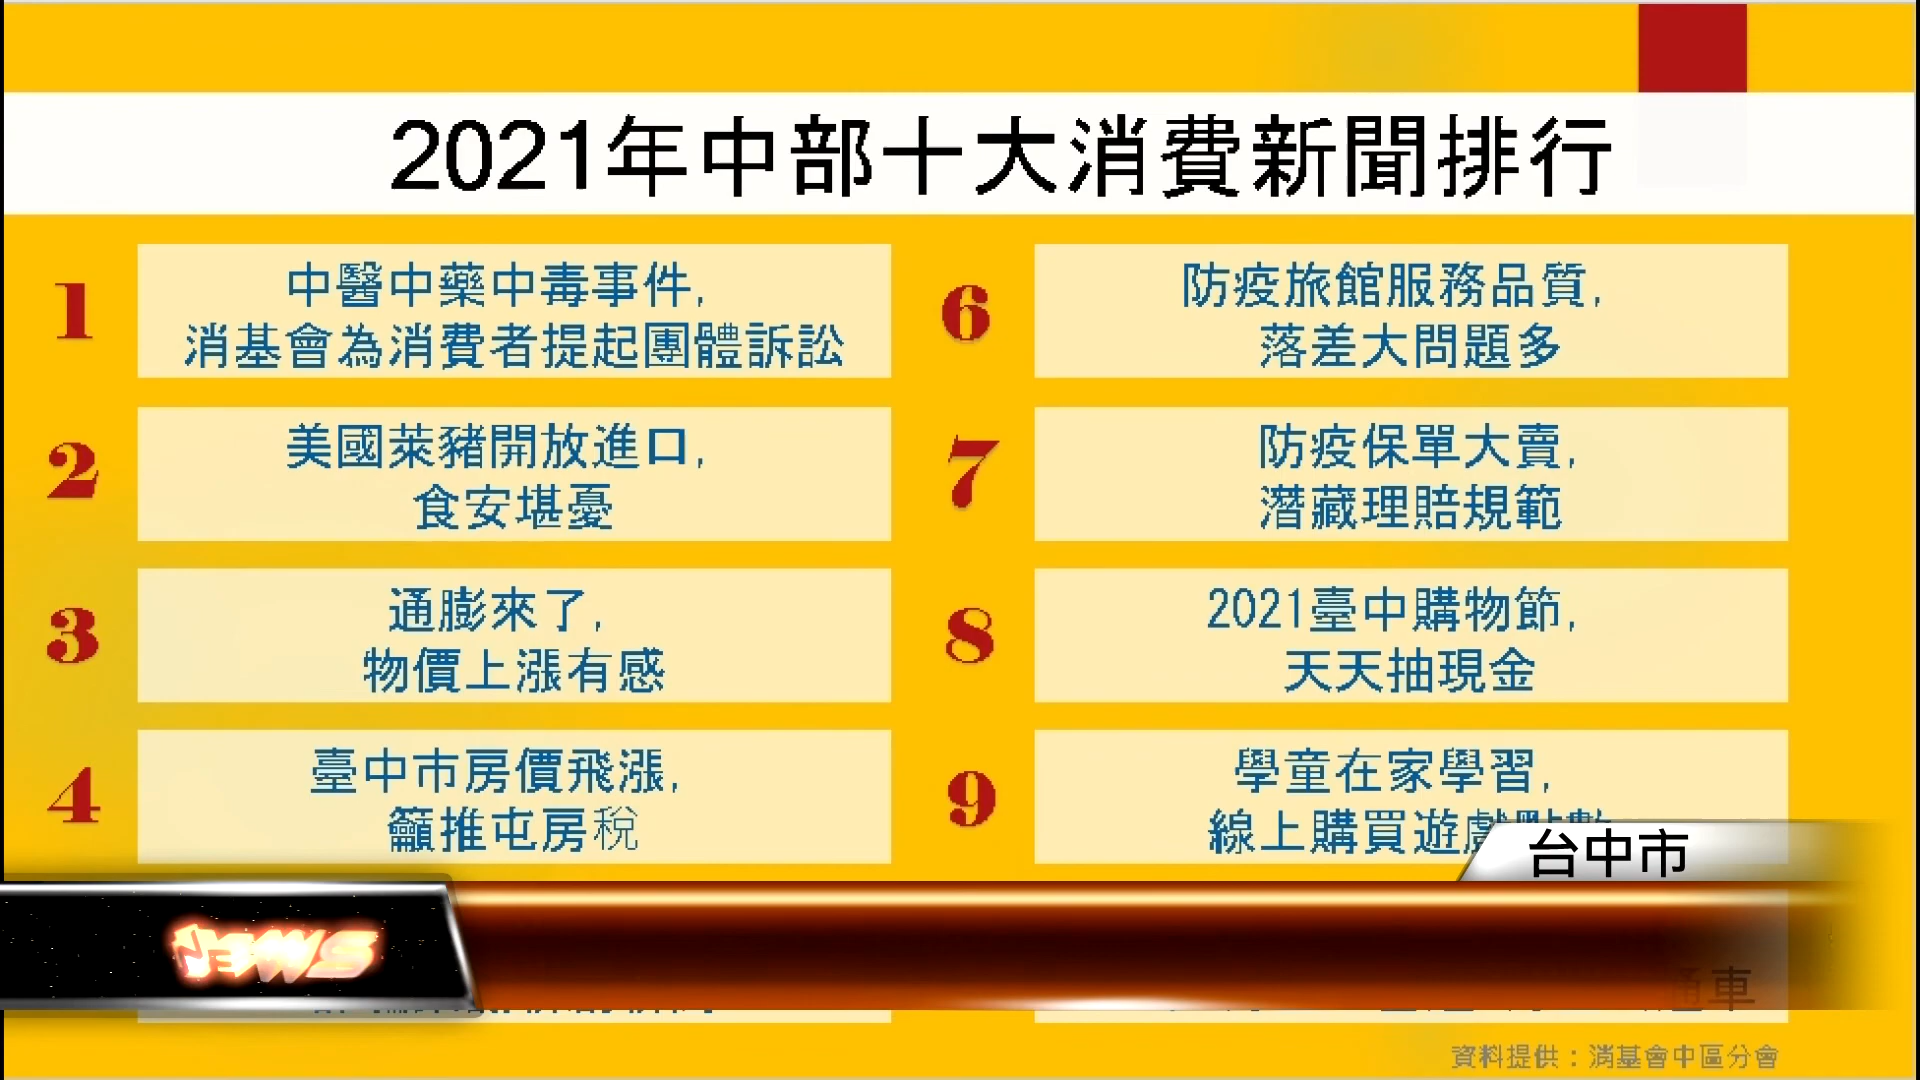 2021年中部十大消費新聞排行
1
中醫中藥中毒事件,
消基會為消費者提起團體訴訟
2
美國萊豬開放進口,
食安堪憂
3
通膨來了,
物價上漲有感
4
臺中市房價飛漲,
籲推屯房稅
6
防疫旅館服務品質,
落差大問題多
7
防疫保單大賣,
潛藏理賠規範
8
2021臺中購物節,
天天抽現金
9
學童在家學習,
線上購買遊戲點數
台中市
NEWS
通車
資料提供：消基會中區分會